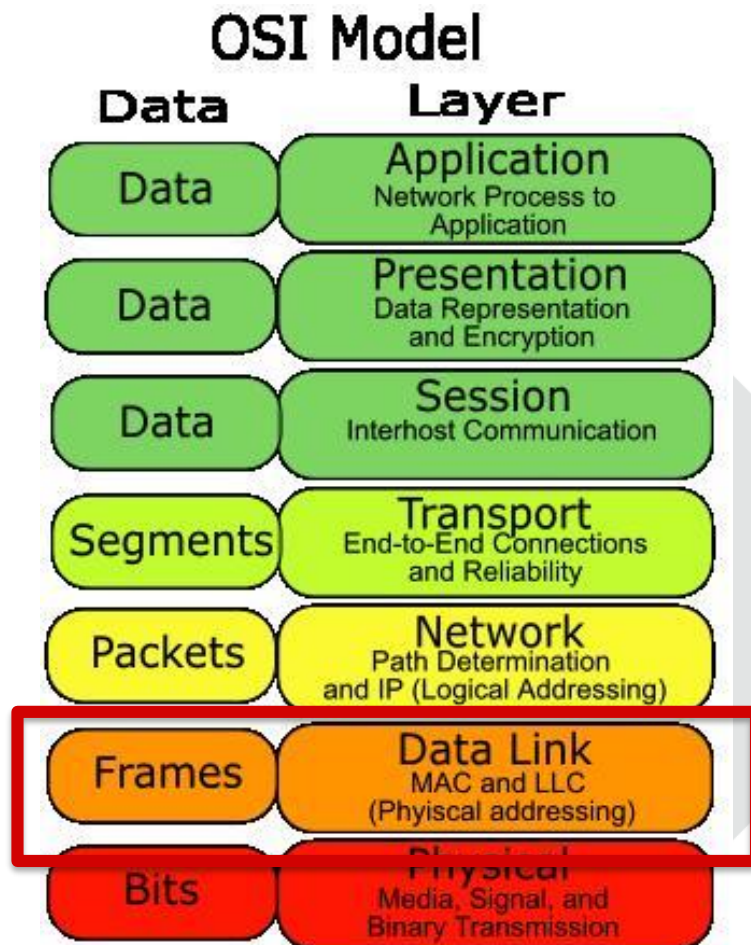 OSI Model
Data Layer
Data
Application
Network Process to
Application
Data
Presentation
Data Representation
and Encryption
Data
Session
Interhost Communication
Segments
Transport
End-to-End Connections
and Reliability
Packets
Network
Path Determination
and IP (Logical Addressing)
Frames
Data Link
MAC and LLC
(Phyiscal addressing)
Bits
Physical
Media, Signal, and
Binary Transmission